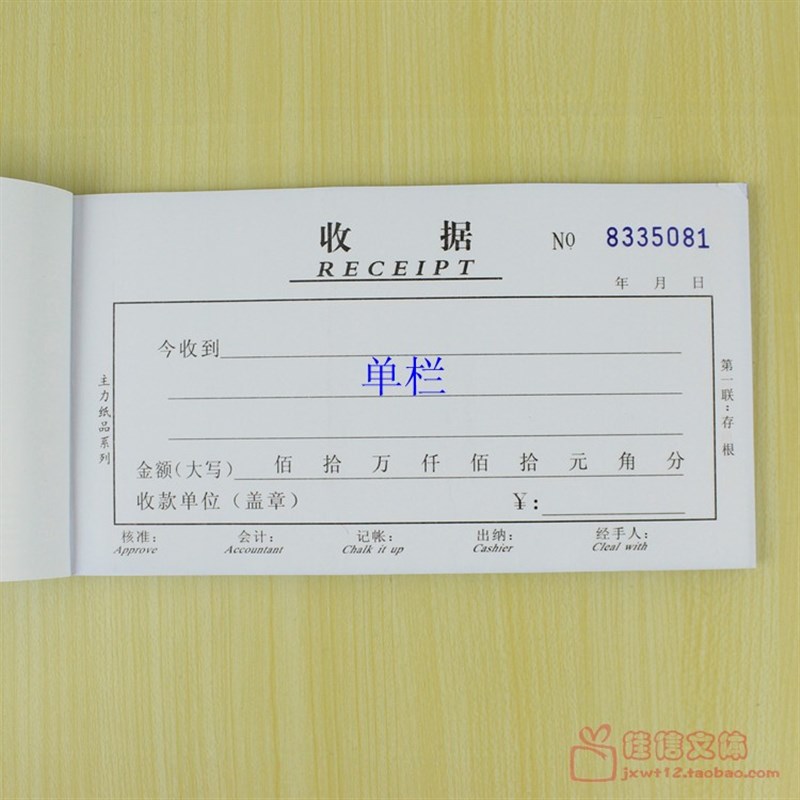 收 据
RECEIPT
No 8335081
年 月 日
今收到
单栏
金额(大写) 佰 拾 万 仟 佰 拾 元 角 分
收款单位(盖章) ¥:
主力纸品系列
第一联:存根
核准: 会计: 记帐: 出纳: 经手人:
Approve Accountant Chalk it up Cashier Cleal with
佳信文体
jxwt12.taobao.com